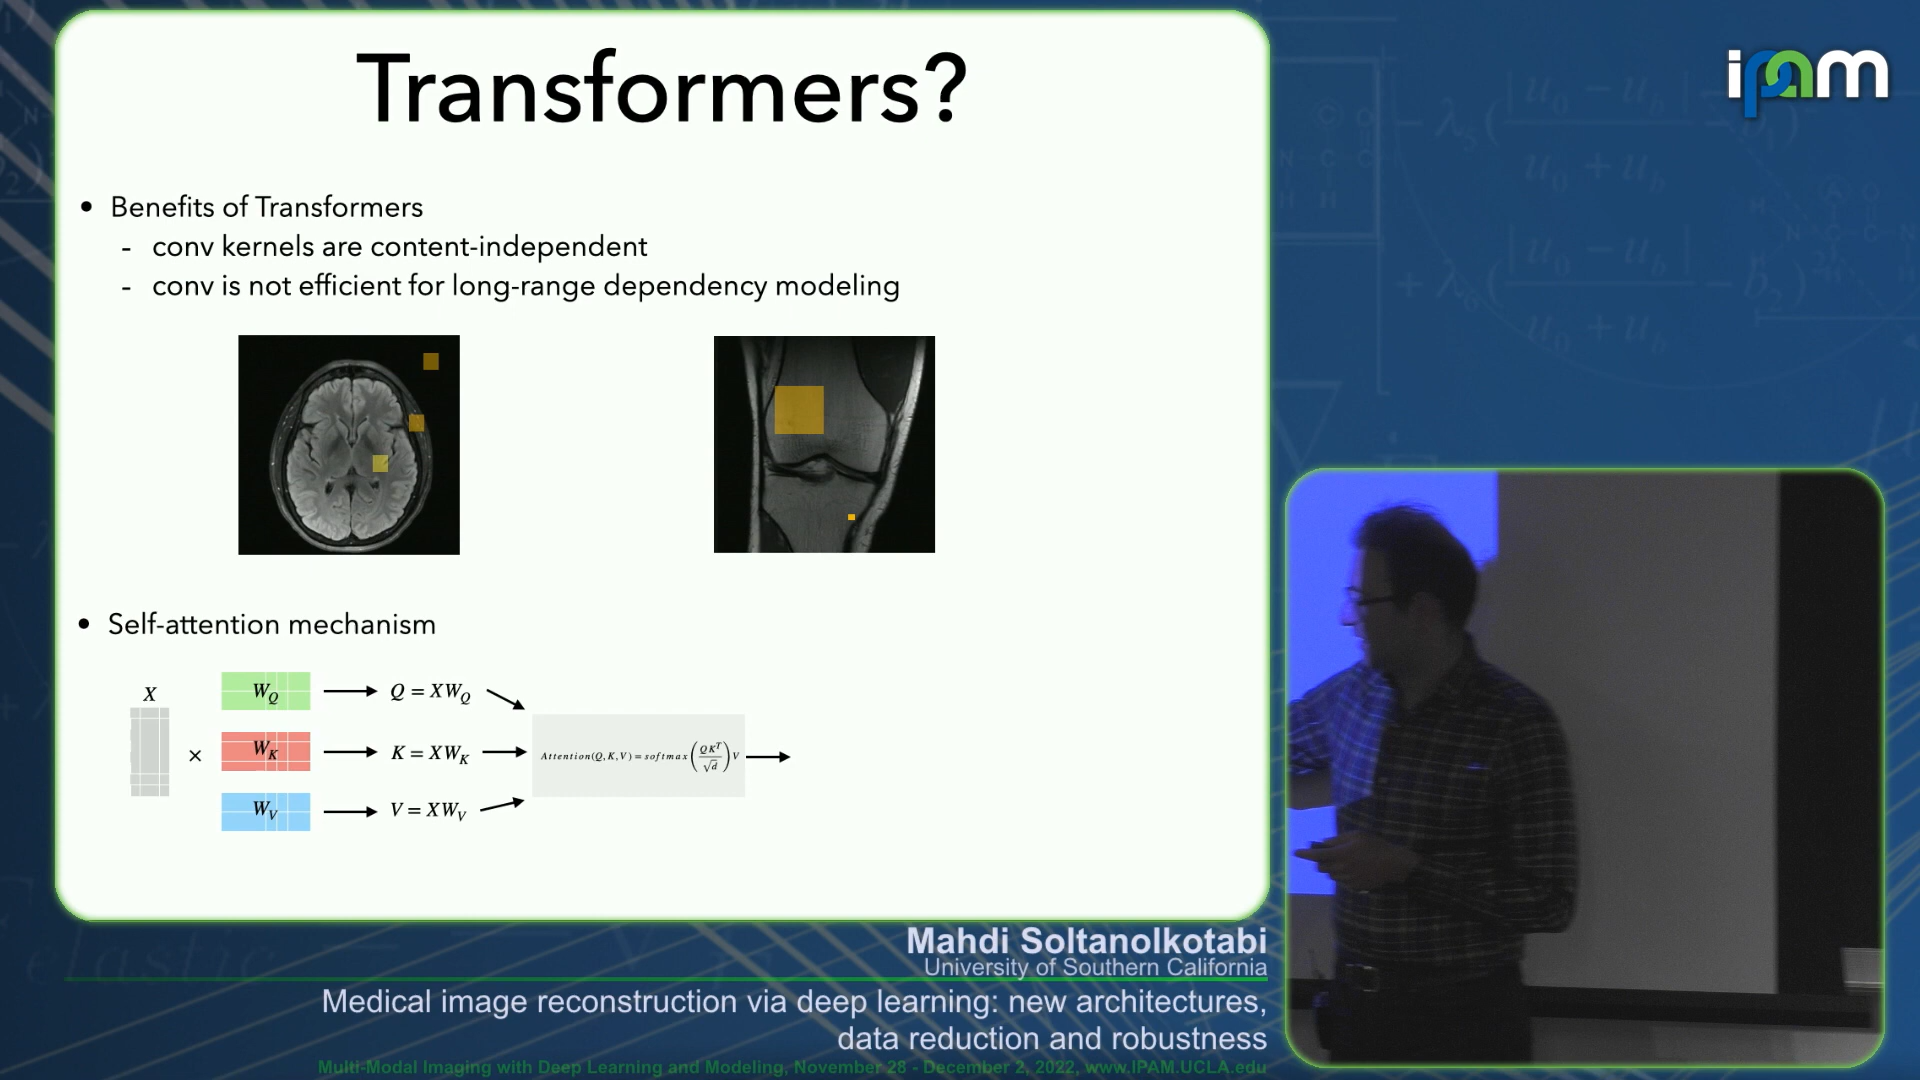 Transformers?
• Benefits of Transformers
- conv kernels are content-independent
- conv is not efficient for long-range dependency modeling
• Self-attention mechanism
X
×
W_Q
Q = XW_Q
W_K
K = XW_K
W_V
V = XW_V
Attention(Q,K,V) = softmax(QK^T/√d)V
ipam
Mahdi Soltanolkotabi
University of Southern California
Medical image reconstruction via deep learning: new architectures,
data reduction and robustness
Multi-Modal Imaging with Deep Learning and Modeling, November 28 - December 2, 2022, www.IPAM.UCLA.edu